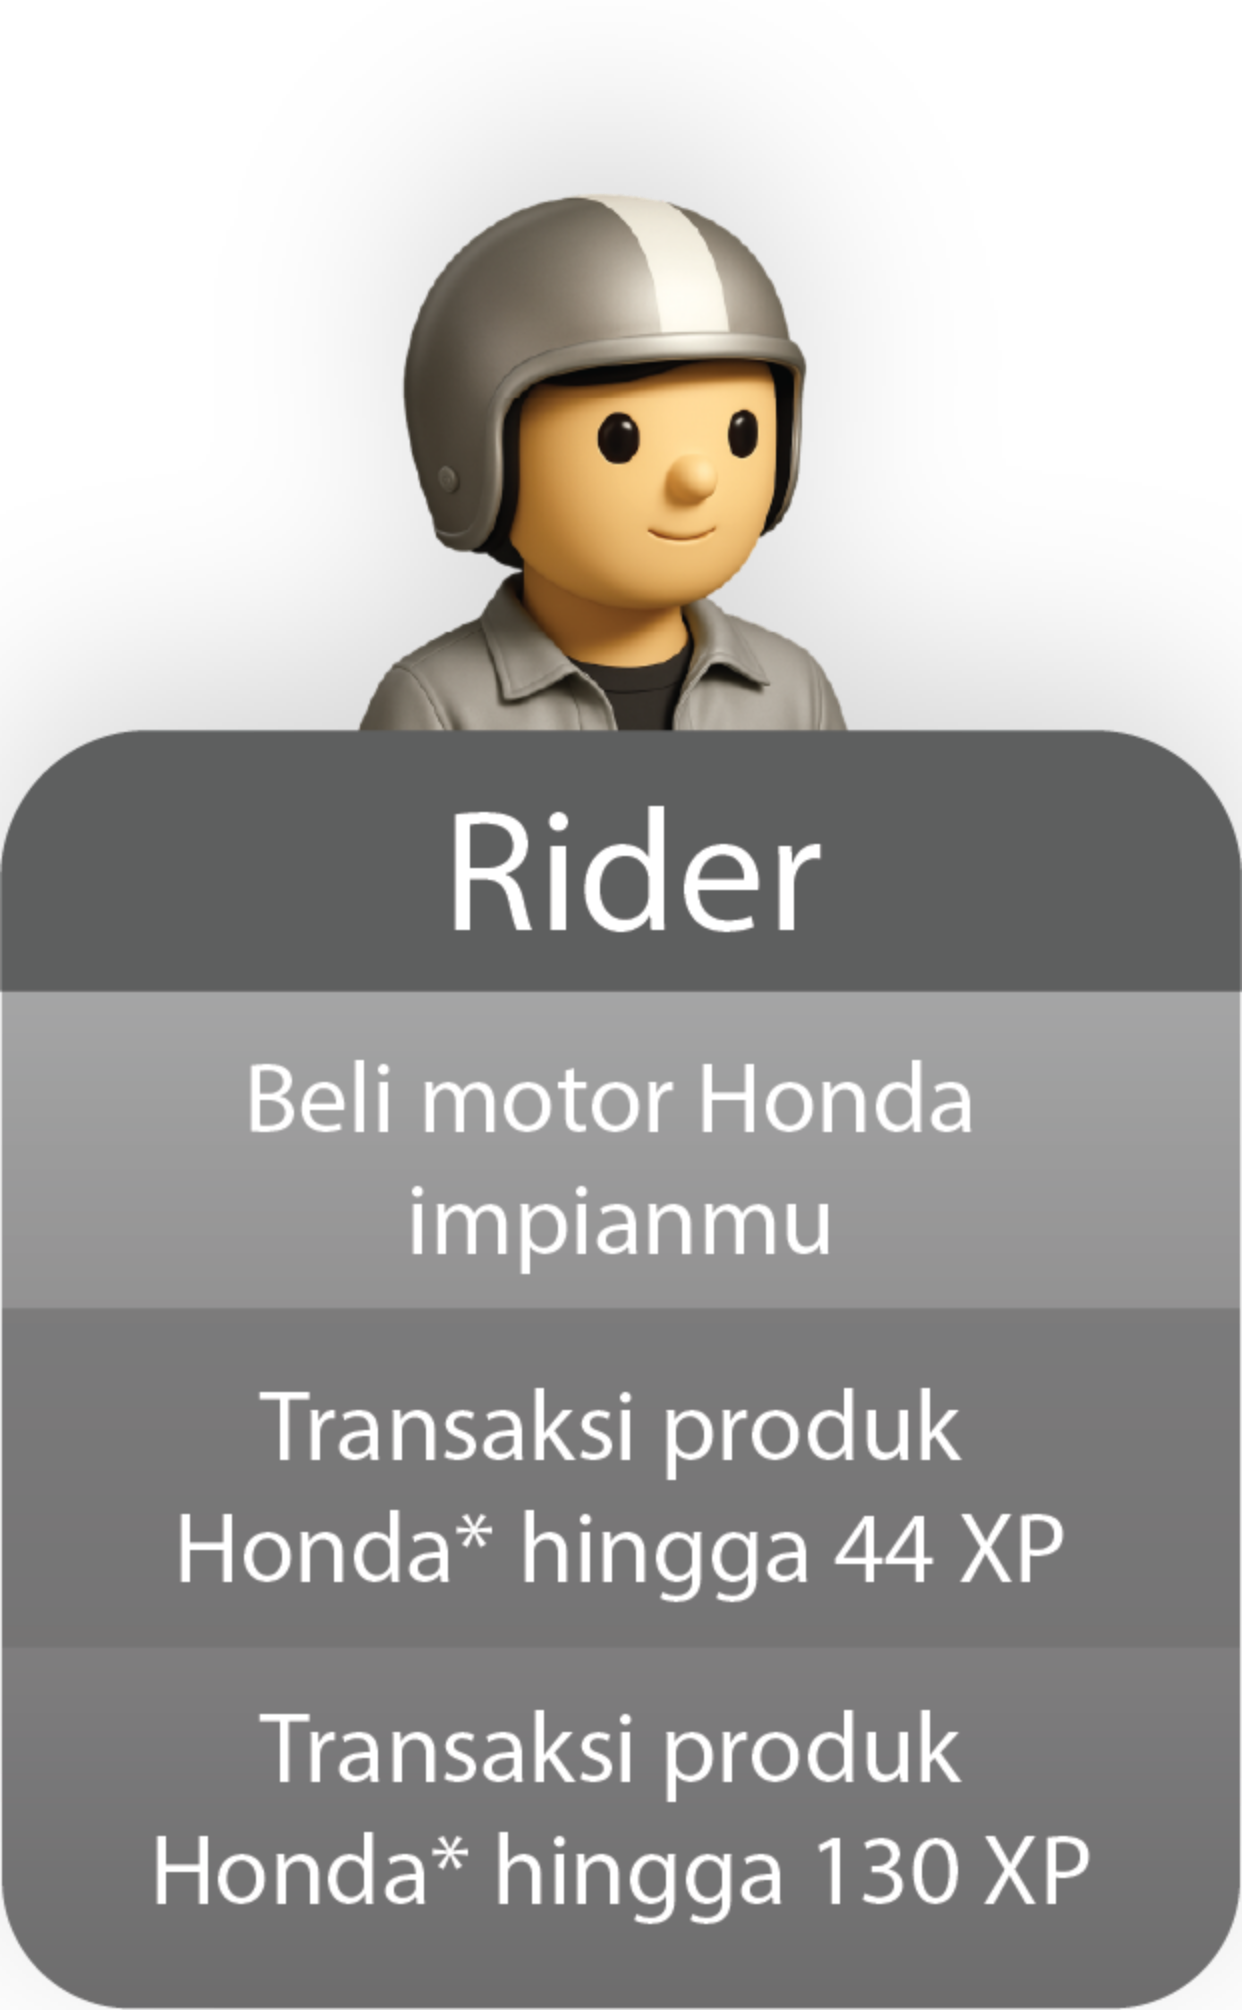 Rider
Beli motor Honda
impianmu
Transaksi produk
Honda* hingga 44 XP
Transaksi produk
Honda* hingga 130 XP